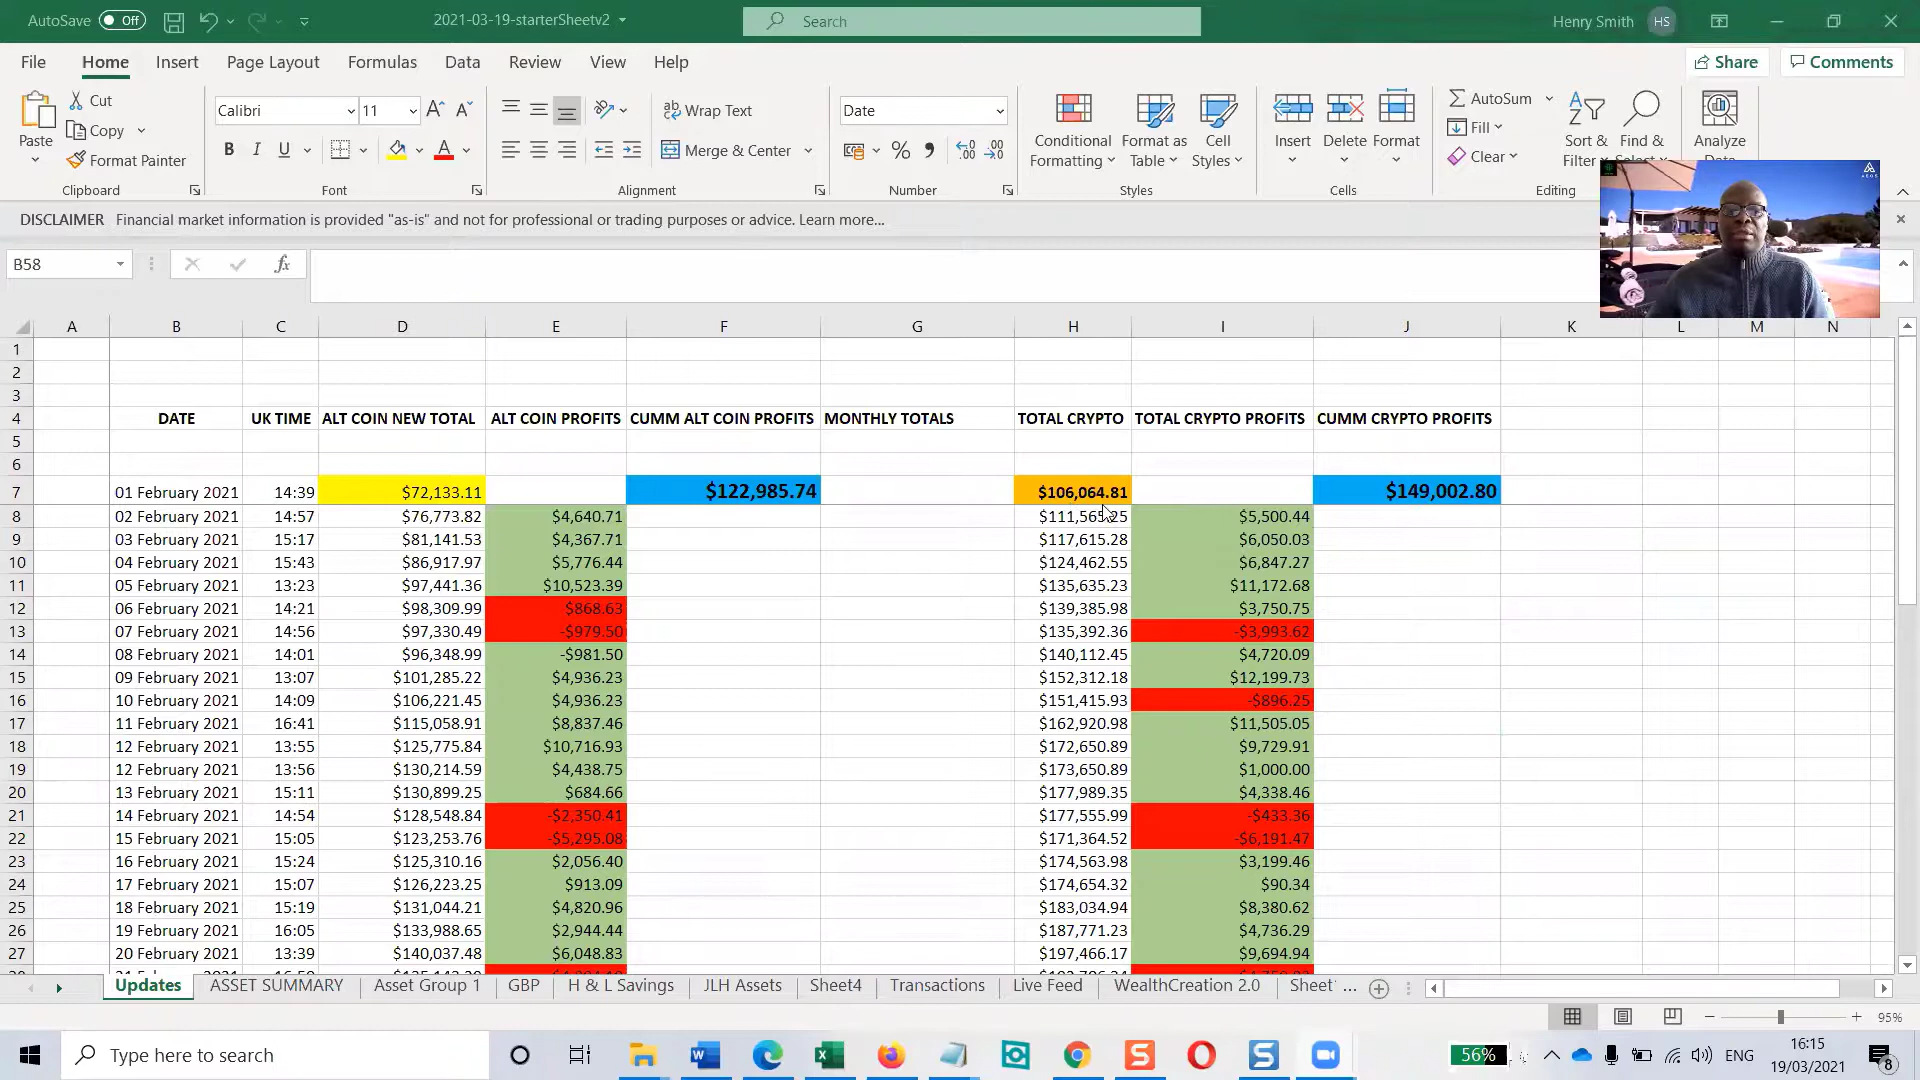 AutoSave Off 2021-03-19-starterSheetv2 Search Henry Smith HS
File Home Insert Page Layout Formulas Data Review View Help Share Comments
Paste Cut Copy Format Painter Clipboard
Calibri 11 B I U A Font
Wrap Text Merge & Center Alignment
Date % Number
Conditional Formatting Format as Table Cell Styles Styles
Insert Delete Format Cells
AutoSum Fill Clear Sort & Filter Find & Select Editing
Analyze Data
DISCLAIMER Financial market information is provided "as-is" and not for professional or trading purposes or advice. Learn more...
B58 fx
A B C D E F G H I J K L M N
1
2
3
4 DATE UK TIME ALT COIN NEW TOTAL ALT COIN PROFITS CUMM ALT COIN PROFITS MONTHLY TOTALS TOTAL CRYPTO TOTAL CRYPTO PROFITS CUMM CRYPTO PROFITS
5
6
7 01 February 2021 14:39 $72,133.11 $122,985.74 $106,064.81 $149,002.80
8 02 February 2021 14:57 $76,773.82 $4,640.71 $111,565.25 $5,500.44
9 03 February 2021 15:17 $81,141.53 $4,367.71 $117,615.28 $6,050.03
10 04 February 2021 15:43 $86,917.97 $5,776.44 $124,462.55 $6,847.27
11 05 February 2021 13:23 $97,441.36 $10,523.39 $135,635.23 $11,172.68
12 06 February 2021 14:21 $98,309.99 $868.63 $139,385.98 $3,750.75
13 07 February 2021 14:56 $97,330.49 -$979.50 $135,392.36 -$3,993.62
14 08 February 2021 14:01 $96,348.99 -$981.50 $140,112.45 $4,720.09
15 09 February 2021 13:07 $101,285.22 $4,936.23 $152,312.18 $12,199.73
16 10 February 2021 14:09 $106,221.45 $4,936.23 $151,415.93 -$896.25
17 11 February 2021 16:41 $115,058.91 $8,837.46 $162,920.98 $11,505.05
18 12 February 2021 13:55 $125,775.84 $10,716.93 $172,650.89 $9,729.91
19 12 February 2021 13:56 $130,214.59 $4,438.75 $173,650.89 $1,000.00
20 13 February 2021 15:11 $130,899.25 $684.66 $177,989.35 $4,338.46
21 14 February 2021 14:54 $128,548.84 -$2,350.41 $177,555.99 -$433.36
22 15 February 2021 15:05 $123,253.76 -$5,295.08 $171,364.52 -$6,191.47
23 16 February 2021 15:24 $125,310.16 $2,056.40 $174,563.98 $3,199.46
24 17 February 2021 15:07 $126,223.25 $913.09 $174,654.32 $90.34
25 18 February 2021 15:19 $131,044.21 $4,820.96 $183,034.94 $8,380.62
26 19 February 2021 16:05 $133,988.65 $2,944.44 $187,771.23 $4,736.29
27 20 February 2021 13:39 $140,037.48 $6,048.83 $197,466.17 $9,694.94
Updates ASSET SUMMARY Asset Group 1 GBP H & L Savings JLH Assets Sheet4 Transactions Live Feed WealthCreation 2.0 Sheet ...
95%
Type here to search 56% ENG 16:15
19/03/2021 8